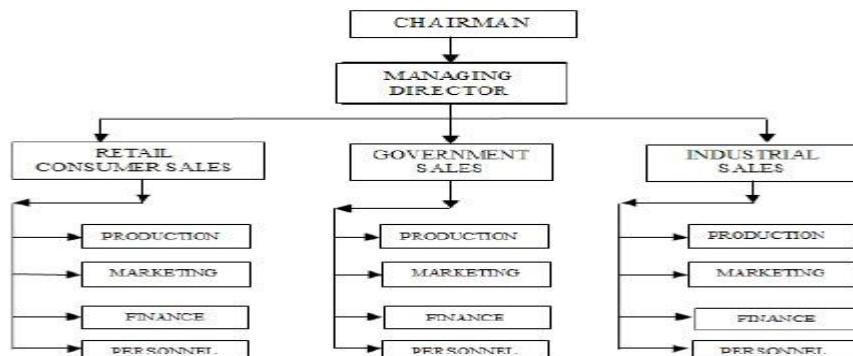 CHAIRMAN
MANAGING
DIRECTOR
RETAIL
CONSUMER SALES
GOVERNMENT
SALES
INDUSTRIAL
SALES
PRODUCTION
MARKETING
FINANCE
PERSONNEL
PRODUCTION
MARKETING
FINANCE
PERSONNEL
PRODUCTION
MARKETING
FINANCE
PERSONNEL